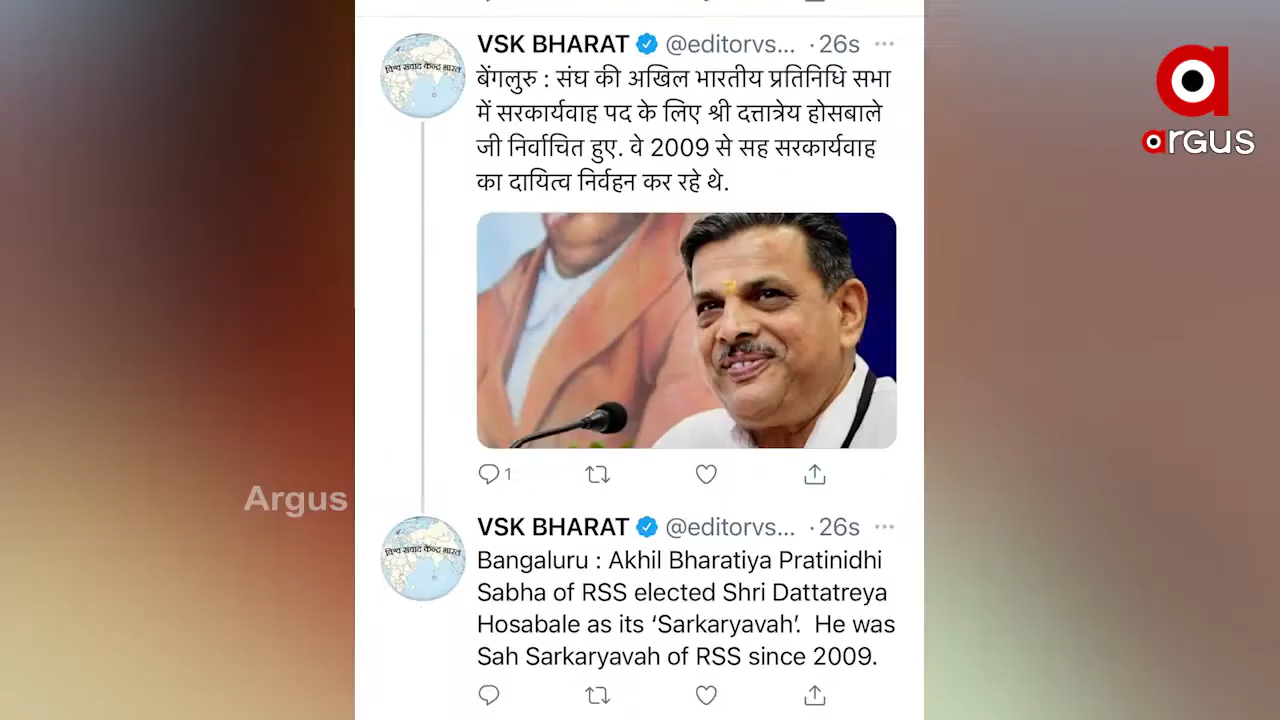 VSK BHARAT @editorvs... · 26s ···
बेंगलुरु : संघ की अखिल भारतीय प्रतिनिधि सभा
में सरकार्यवाह पद के लिए श्री दत्तात्रेय होसबाले
जी निर्वाचित हुए. वे 2009 से सह सरकार्यवाह
का दायित्व निर्वहन कर रहे थे.
विश्व संवाद केन्द्र भारत
1
VSK BHARAT @editorvs... · 26s ···
Bangaluru : Akhil Bharatiya Pratinidhi
Sabha of RSS elected Shri Dattatreya
Hosabale as its ‘Sarkaryavah’. He was
Sah Sarkaryavah of RSS since 2009.
विश्व संवाद केन्द्र भारत
argus
Argus